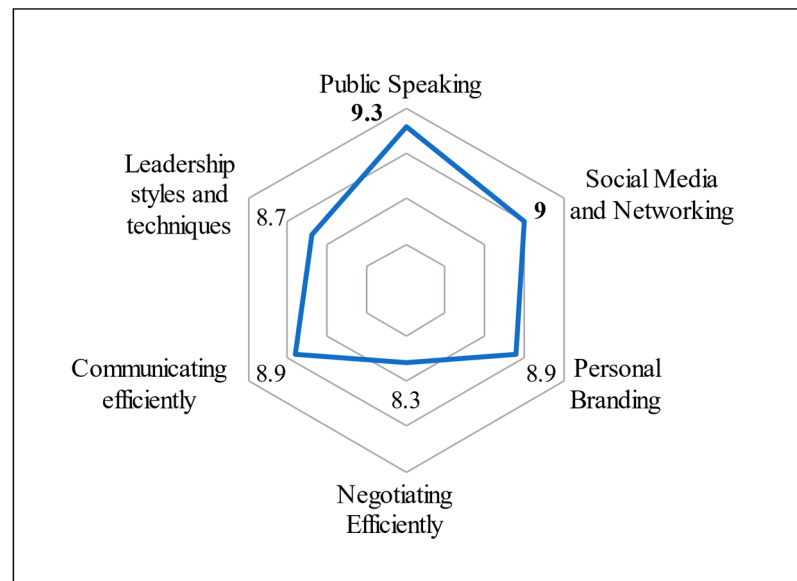 Public Speaking
9.3
Social Media
and Networking
9
Personal
Branding
8.9
Negotiating
Efficiently
8.3
Communicating
efficiently
8.9
Leadership
styles and
techniques
8.7